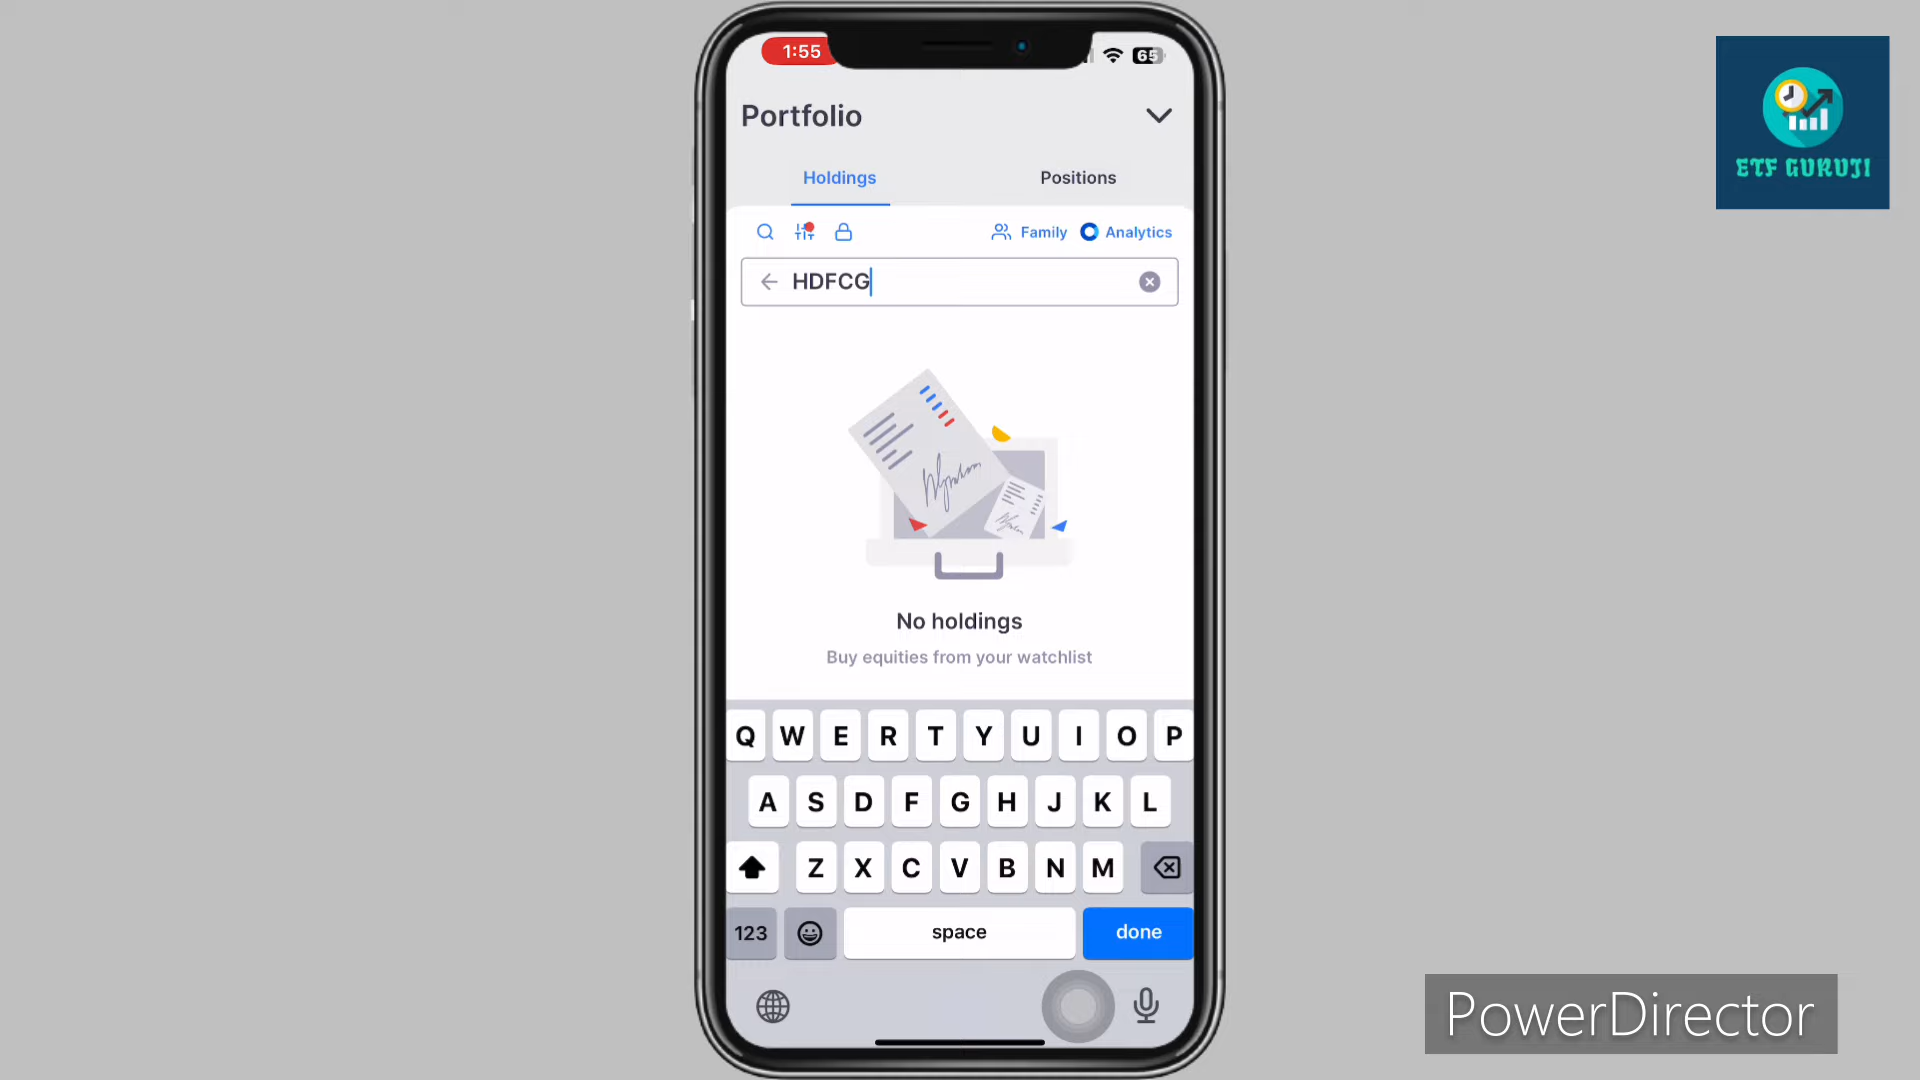 1:55
65
Portfolio
Holdings
Positions
Family
Analytics
HDFCG
No holdings
Buy equities from your watchlist
Q W E R T Y U I O P
A S D F G H J K L
Z X C V B N M
123
space
done
ETF GURUJI
PowerDirector